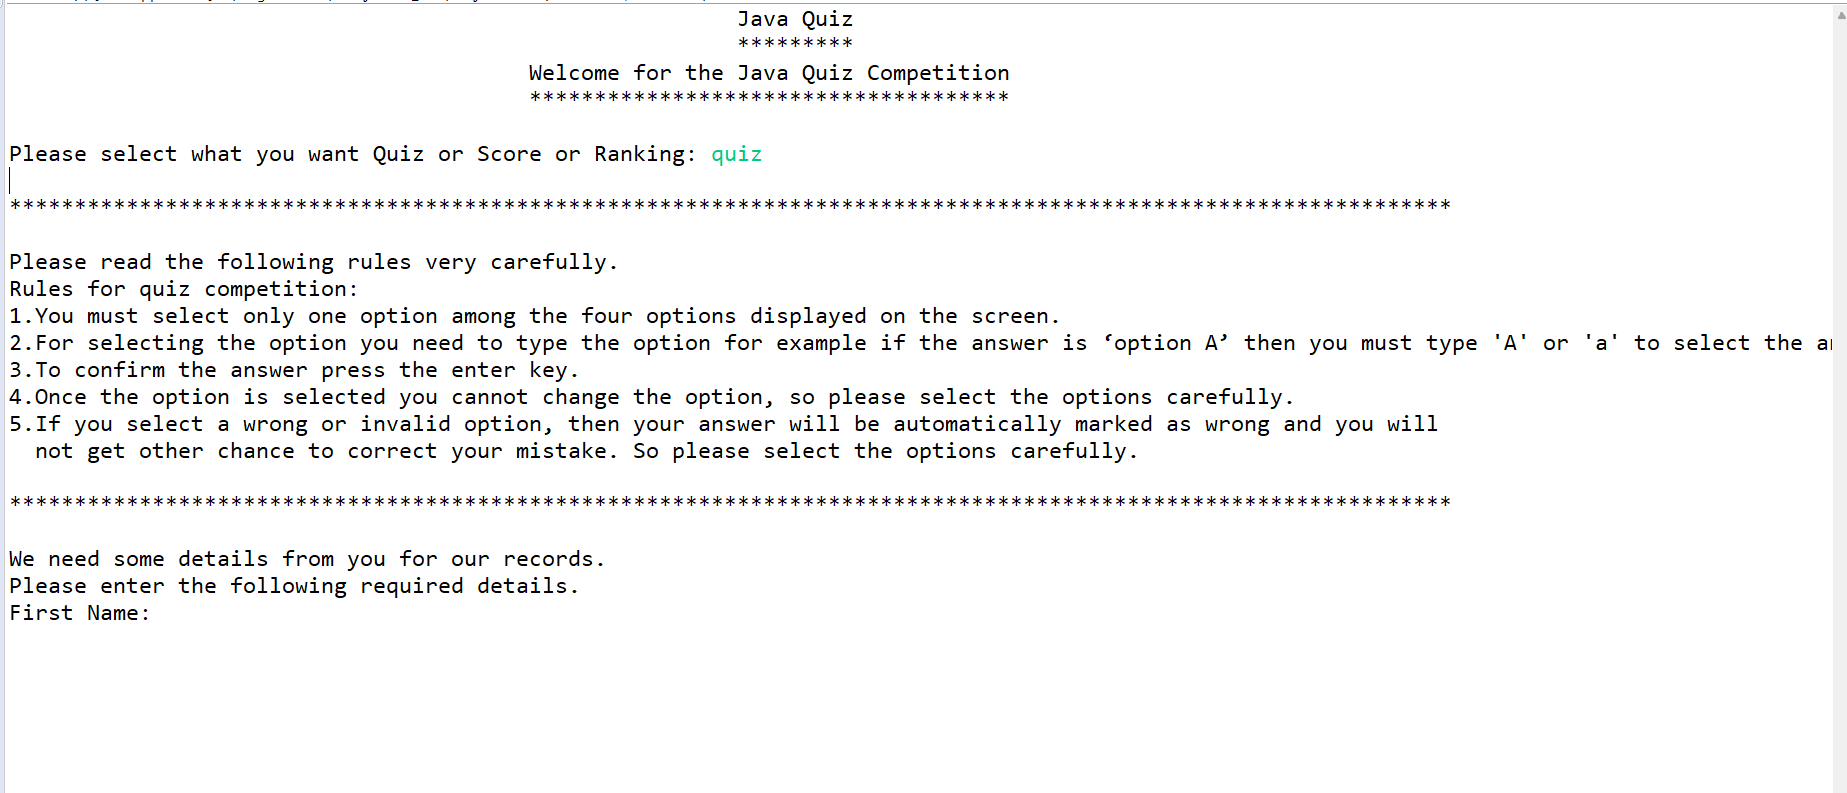 Java Quiz
*********
Welcome for the Java Quiz Competition
*************************************
Please select what you want Quiz or Score or Ranking: quiz
***************************************************************************************************************
Please read the following rules very carefully.
Rules for quiz competition:
1.You must select only one option among the four options displayed on the screen.
2.For selecting the option you need to type the option for example if the answer is ‘option A’ then you must type 'A' or 'a' to select the
3.To confirm the answer press the enter key.
4.Once the option is selected you cannot change the option, so please select the options carefully.
5.If you select a wrong or invalid option, then your answer will be automatically marked as wrong and you will
not get other chance to correct your mistake. So please select the options carefully.
***************************************************************************************************************
We need some details from you for our records.
Please enter the following required details.
First Name: